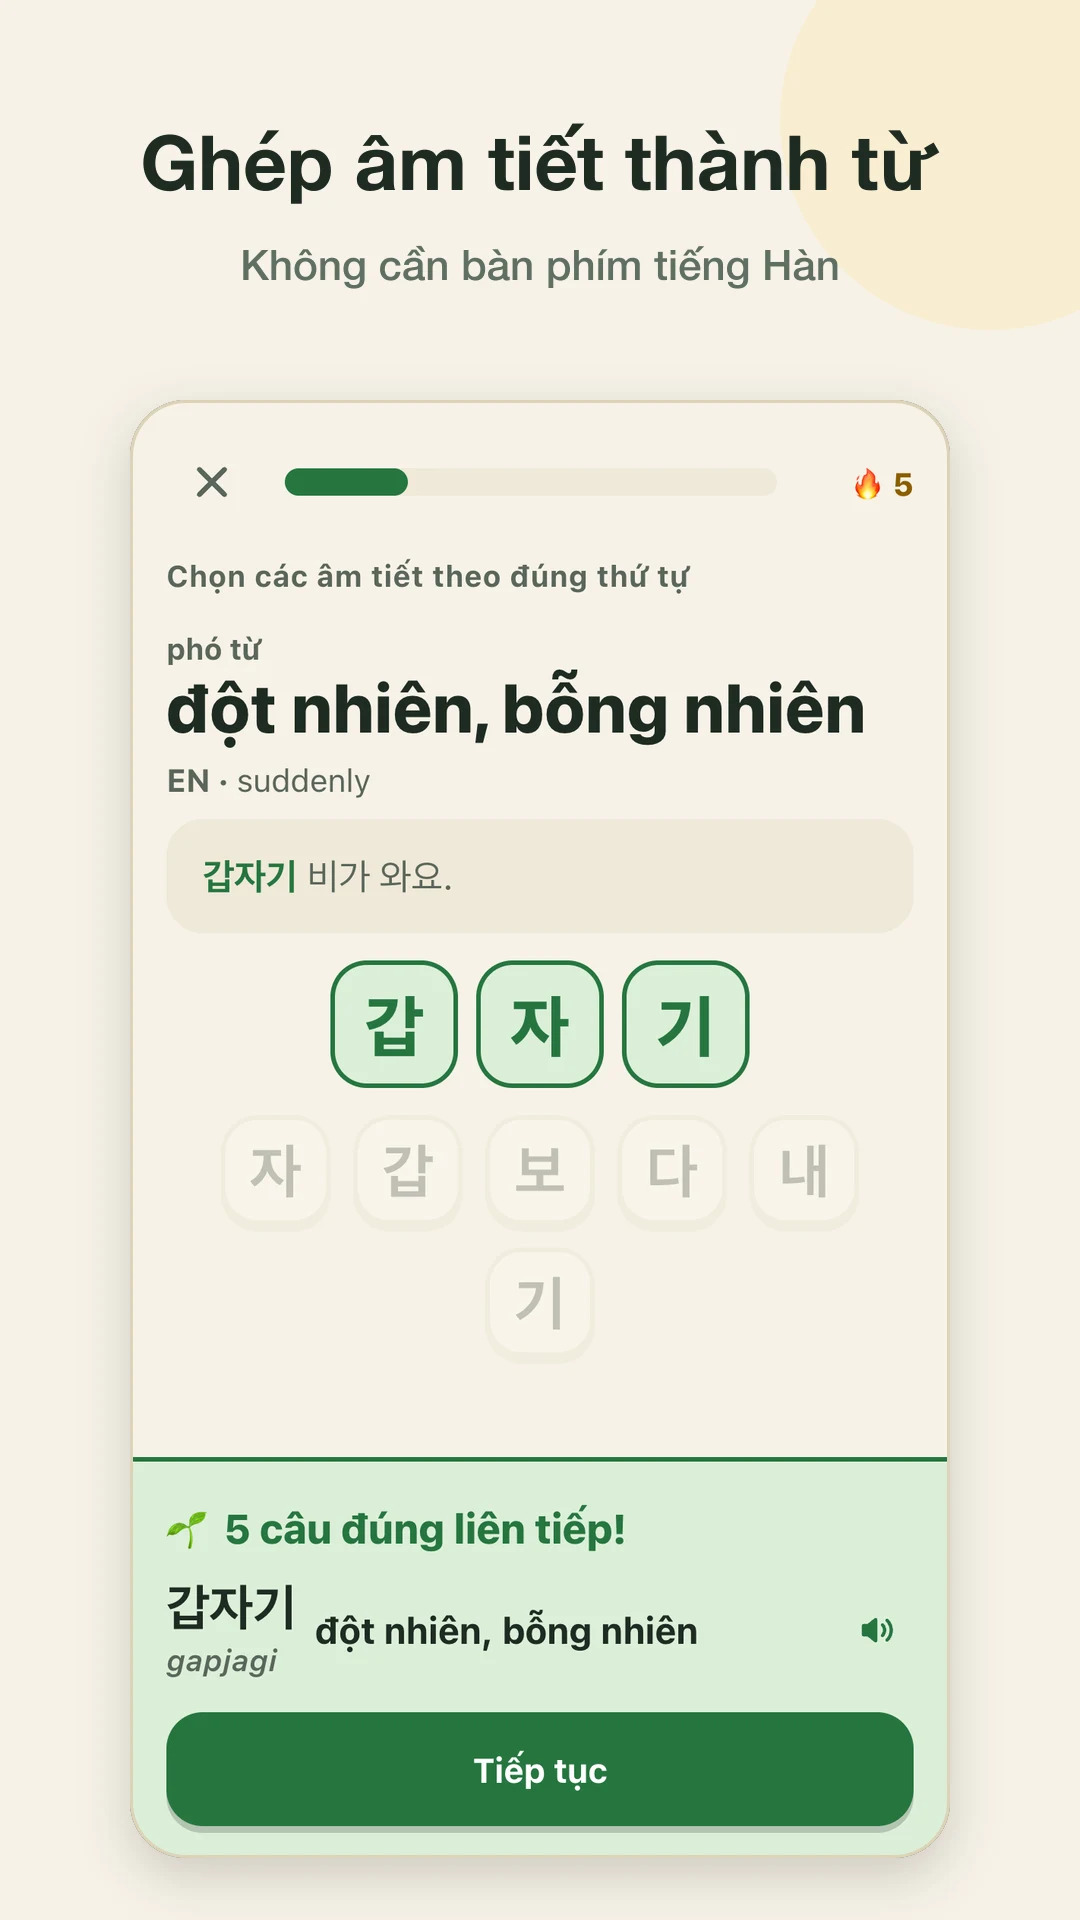 Ghép âm tiết thành từ
Không cần bàn phím tiếng Hàn
🔥 5
Chọn các âm tiết theo đúng thứ tự
phó từ
đột nhiên, bỗng nhiên
EN · suddenly
갑자기 비가 와요.
갑 자 기
자 갑 보 다 내
기
🌱 5 câu đúng liên tiếp!
갑자기 đột nhiên, bỗng nhiên
gapjagi
Tiếp tục